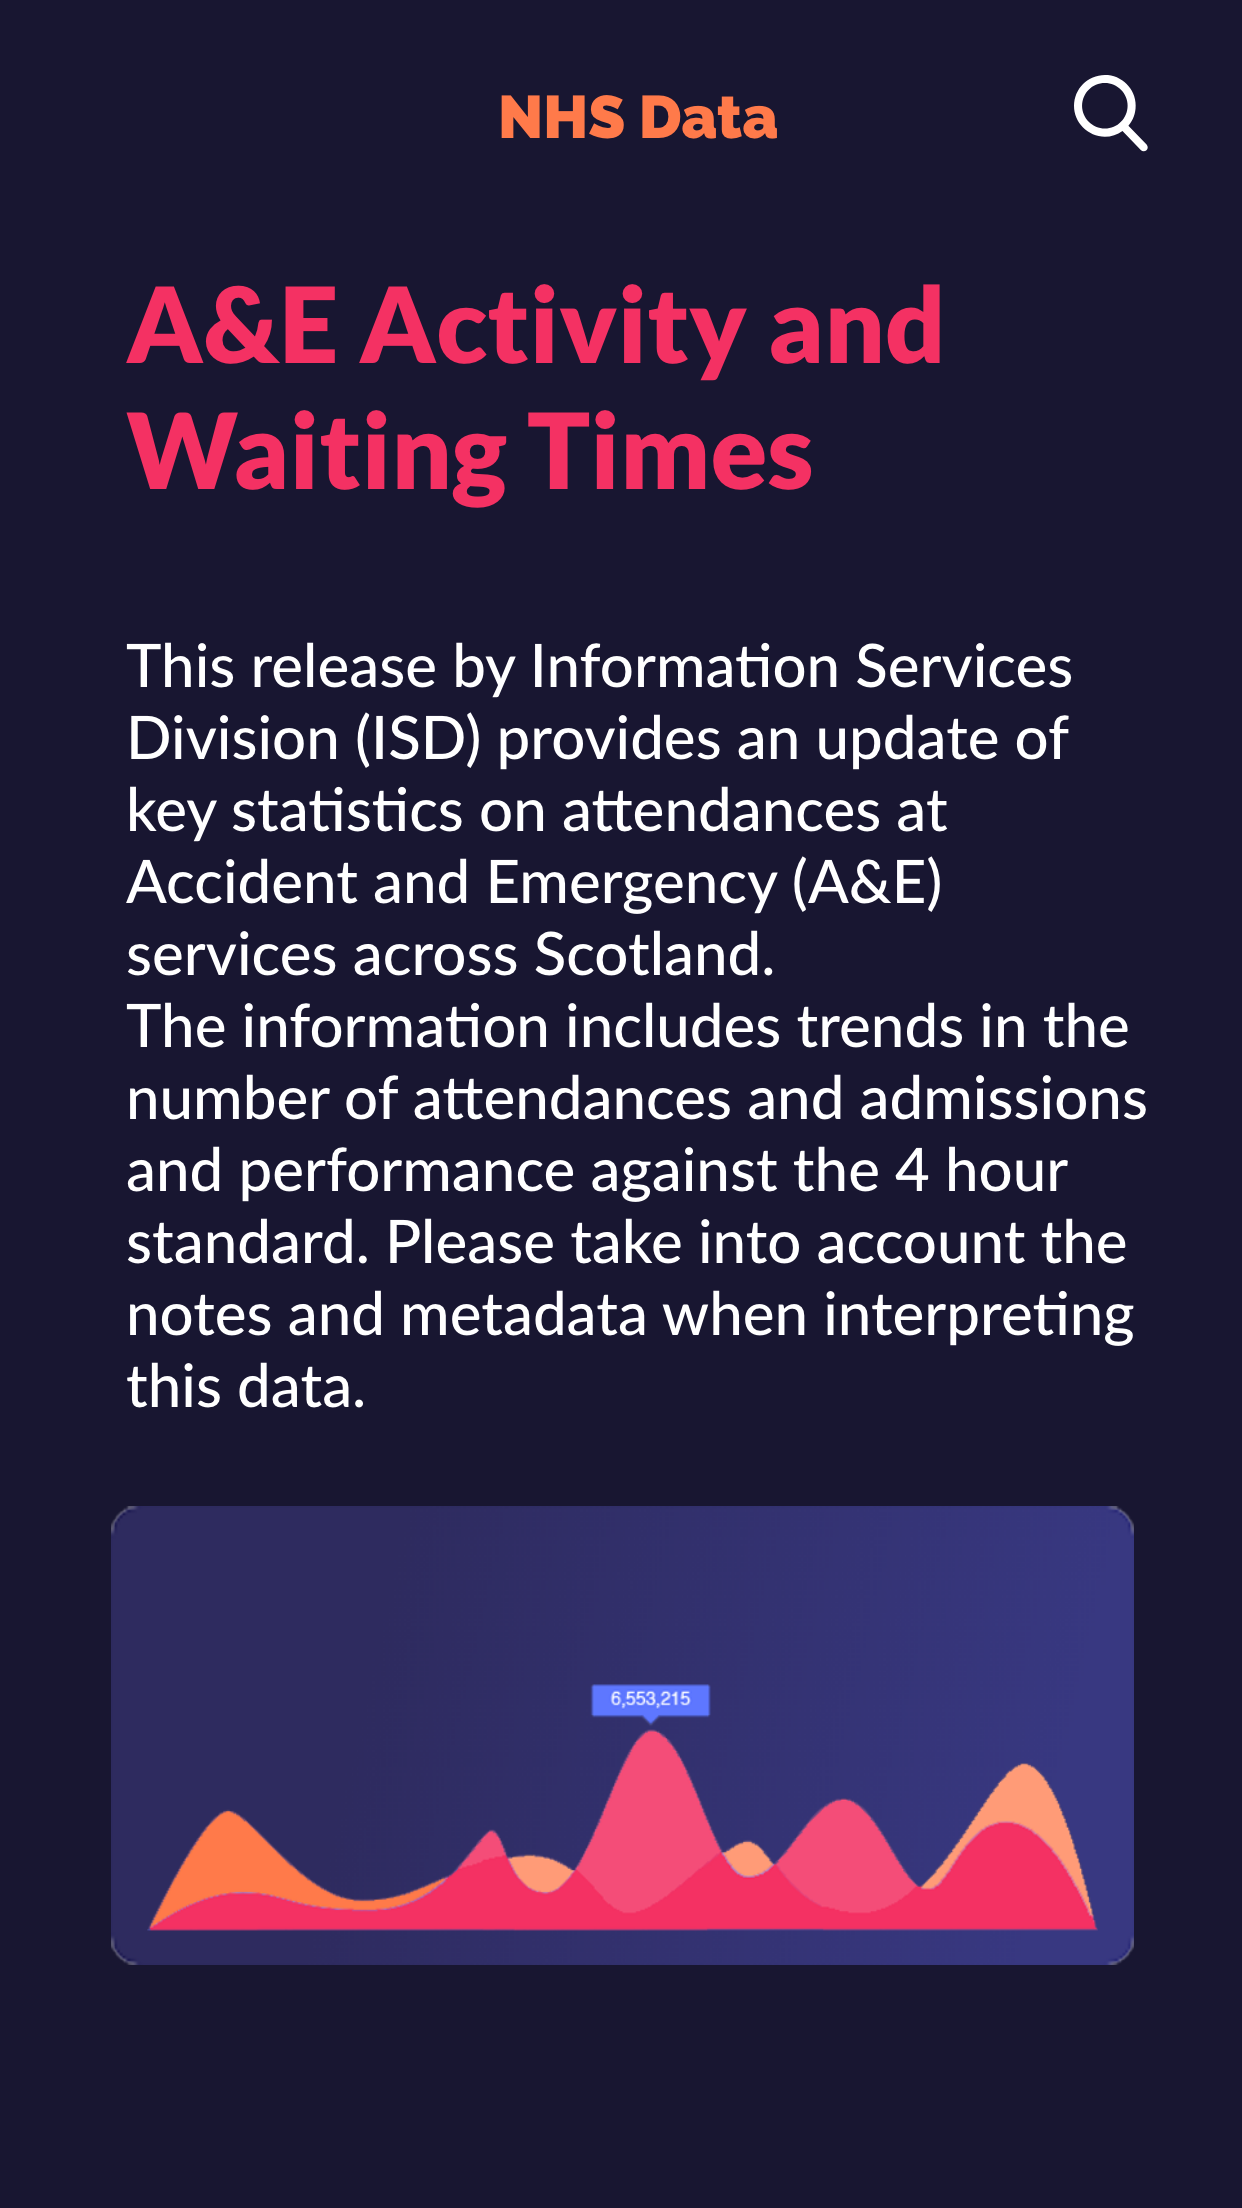 NHS Data
A&E Activity and
Waiting Times
This release by Information Services
Division (ISD) provides an update of
key statistics on attendances at
Accident and Emergency (A&E)
services across Scotland.
The information includes trends in the
number of attendances and admissions
and performance against the 4 hour
standard. Please take into account the
notes and metadata when interpreting
this data.
6,553,215